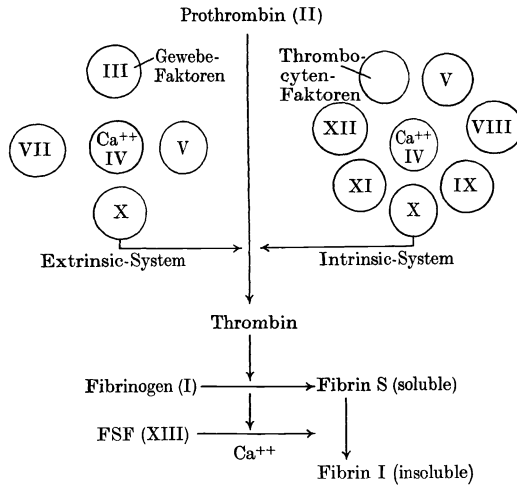 Prothrombin (II)
III
Gewebe-
Faktoren
VII
Ca++
IV
V
X
Extrinsic-System
Thrombo-
cyten-
Faktoren
V
XII
Ca++
IV
VIII
XI
IX
X
Intrinsic-System
Thrombin
Fibrinogen (I)
Fibrin S (soluble)
FSF (XIII)
Ca++
Fibrin I (insoluble)